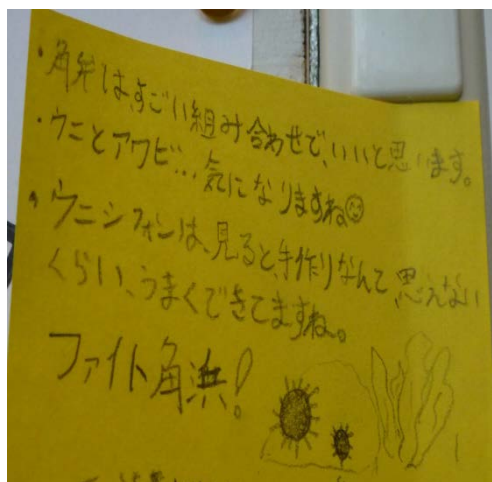 ・角弁は、すごい組み合わせで、いいと思います。
・ウニとアワビ…気になりますね☺
・ウニシフォンは、見ると、手作りなんて、思えない
くらい、うまくできてますね。
ファイト角浜!